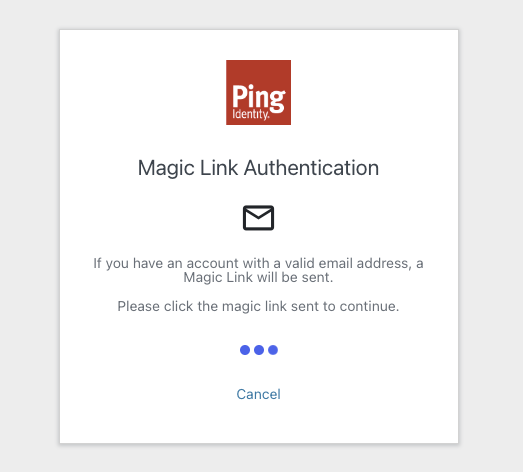 Ping
Identity.
Magic Link Authentication
If you have an account with a valid email address, a
Magic Link will be sent.
Please click the magic link sent to continue.
Cancel